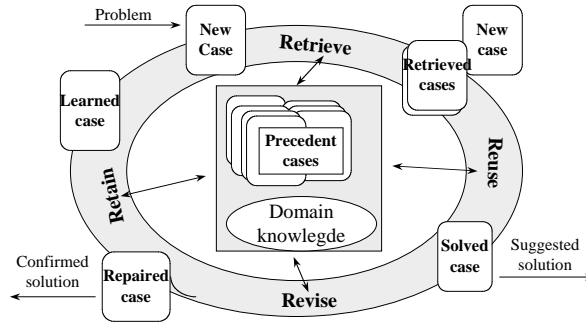 Problem
New
Case
Retrieve
New
case
Retrieved
cases
Learned
case
Precedent
cases
Reuse
Retain
Domain
knowlegde
Confirmed
solution
Repaired
case
Revise
Solved
case
Suggested
solution